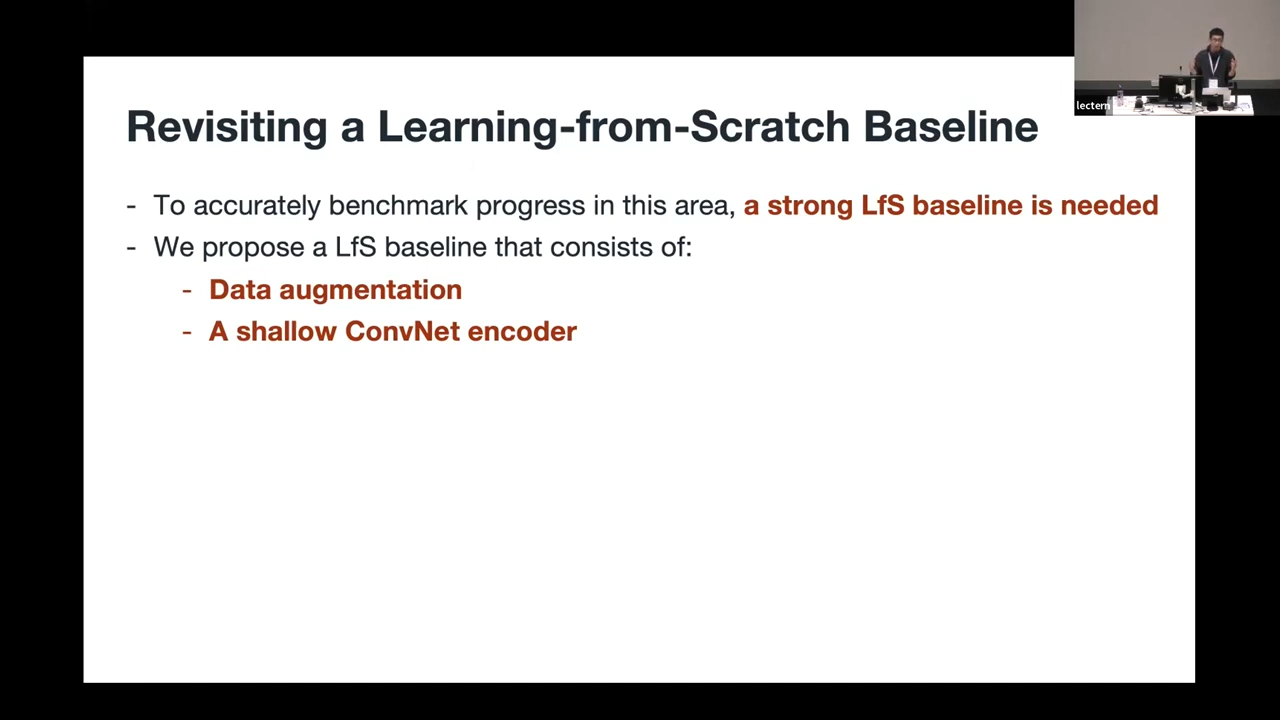 lectern
Revisiting a Learning-from-Scratch Baseline
- To accurately benchmark progress in this area, a strong LfS baseline is needed
- We propose a LfS baseline that consists of:
- Data augmentation
- A shallow ConvNet encoder